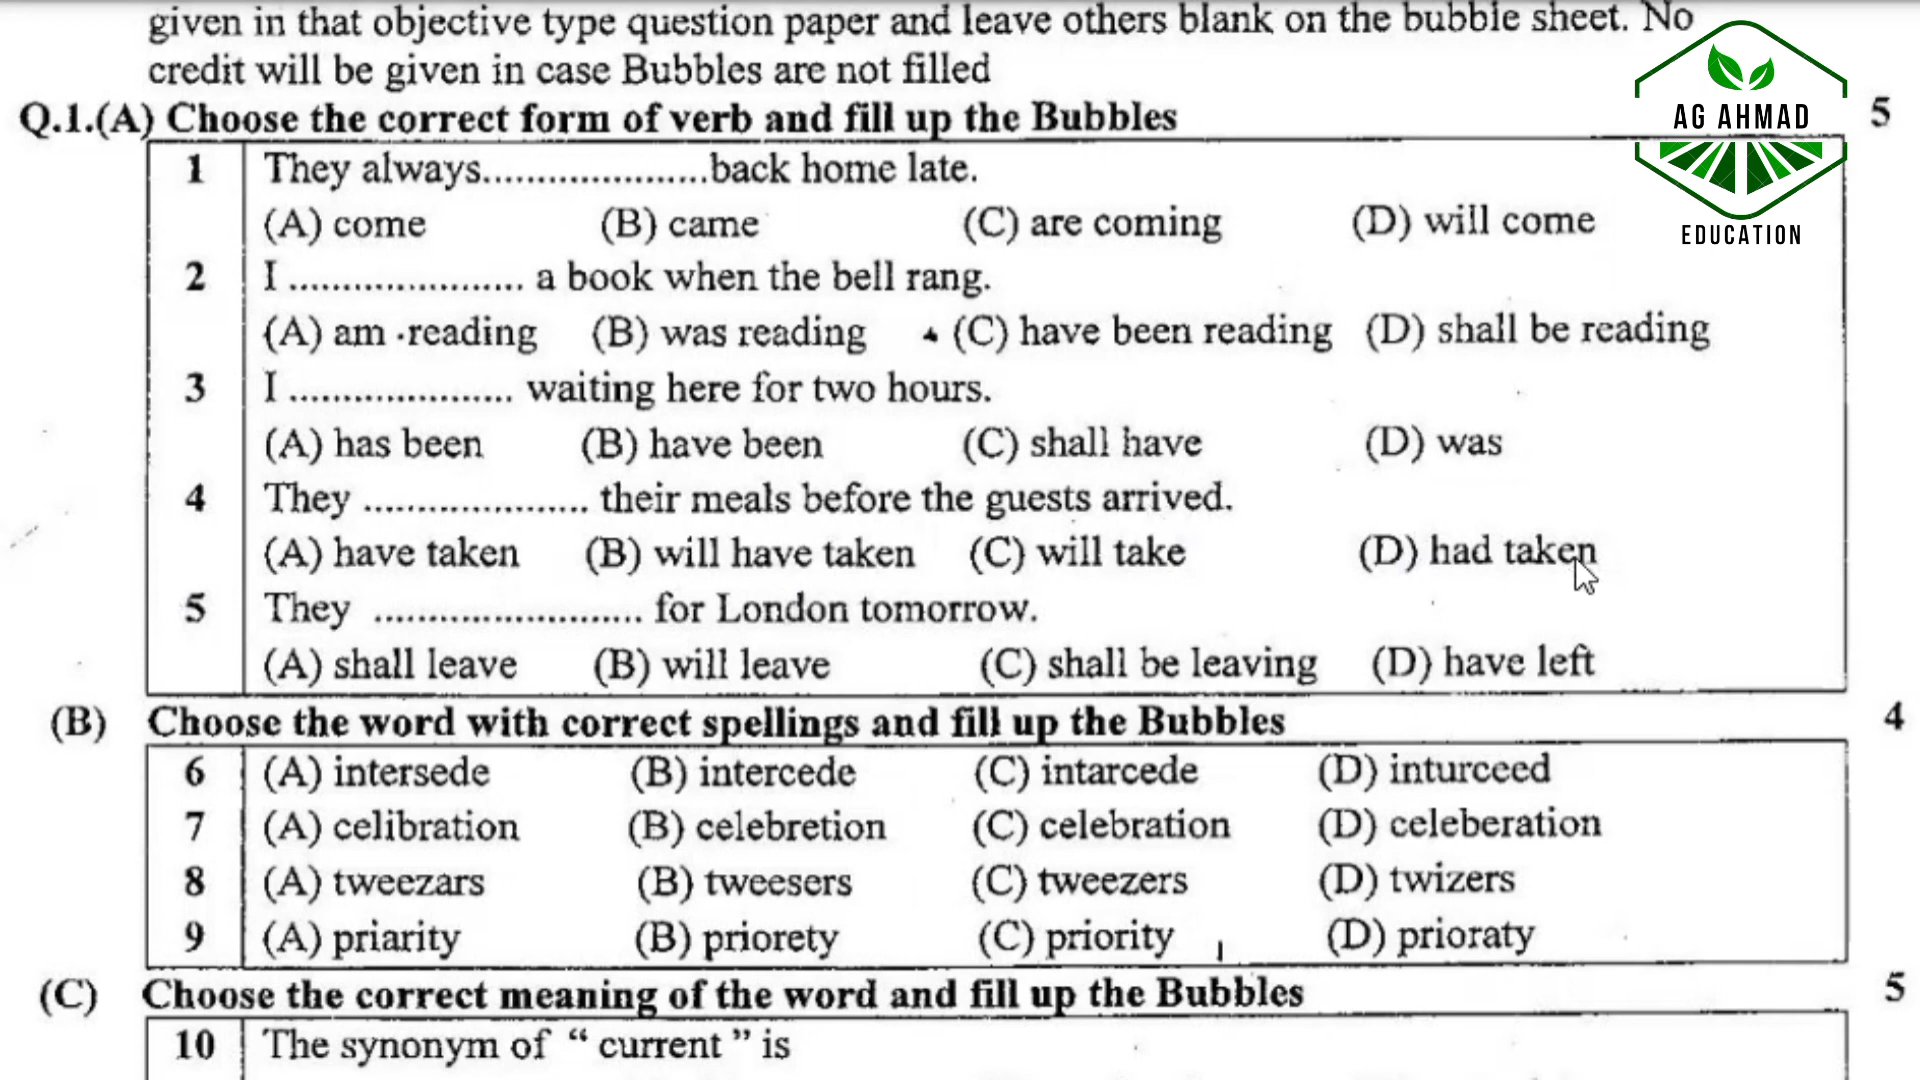 given in that objective type question paper and leave others blank on the bubble sheet. No
credit will be given in case Bubbles are not filled
Q.1.(A) Choose the correct form of verb and fill up the Bubbles 5
1 They always.....................back home late.
(A) come (B) came (C) are coming (D) will come
2 I ...................... a book when the bell rang.
(A) am reading (B) was reading (C) have been reading (D) shall be reading
3 I ..................... waiting here for two hours.
(A) has been (B) have been (C) shall have (D) was
4 They ..................... their meals before the guests arrived.
(A) have taken (B) will have taken (C) will take (D) had taken
5 They ......................... for London tomorrow.
(A) shall leave (B) will leave (C) shall be leaving (D) have left
(B) Choose the word with correct spellings and fill up the Bubbles 4
6 (A) intersede (B) intercede (C) intarcede (D) inturceed
7 (A) celibration (B) celebretion (C) celebration (D) celeberation
8 (A) tweezars (B) tweesers (C) tweezers (D) twizers
9 (A) priarity (B) priorety (C) priority (D) prioraty
(C) Choose the correct meaning of the word and fill up the Bubbles 5
10 The synonym of “ current ” is
AG AHMAD
EDUCATION